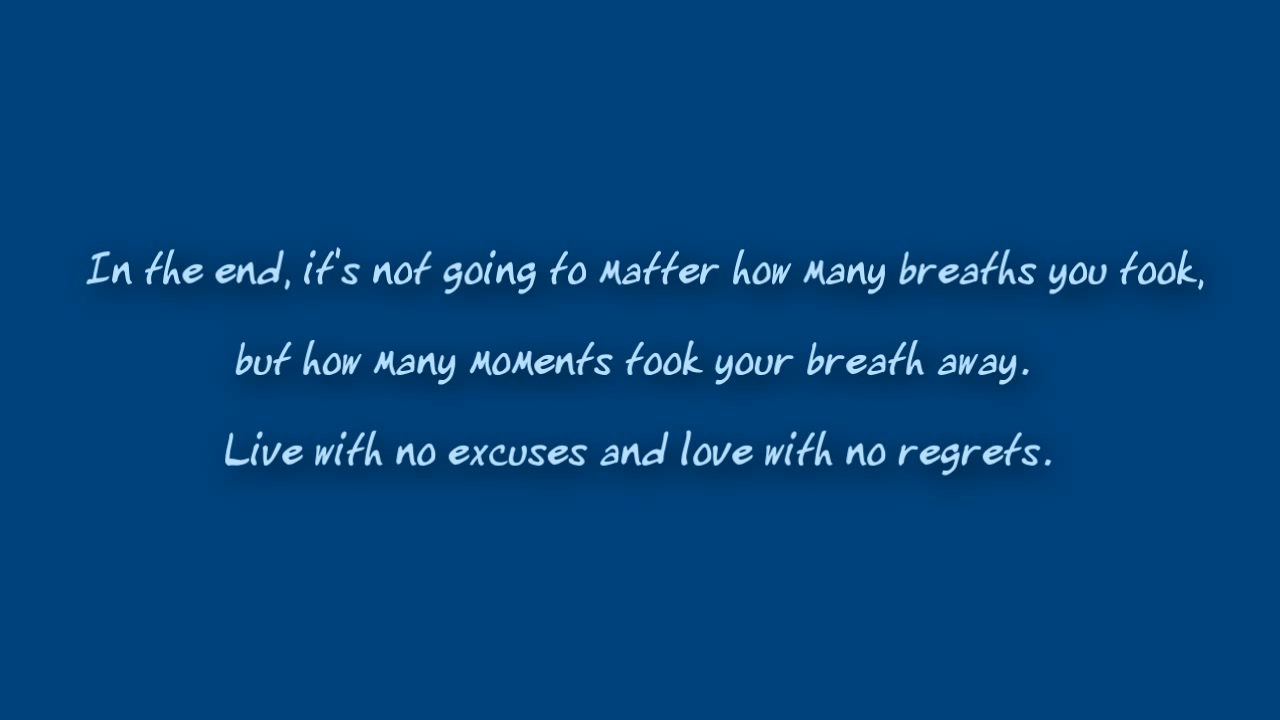 In the end, it's not going to matter how many breaths you took,
but how many moments took your breath away.
Live with no excuses and love with no regrets.